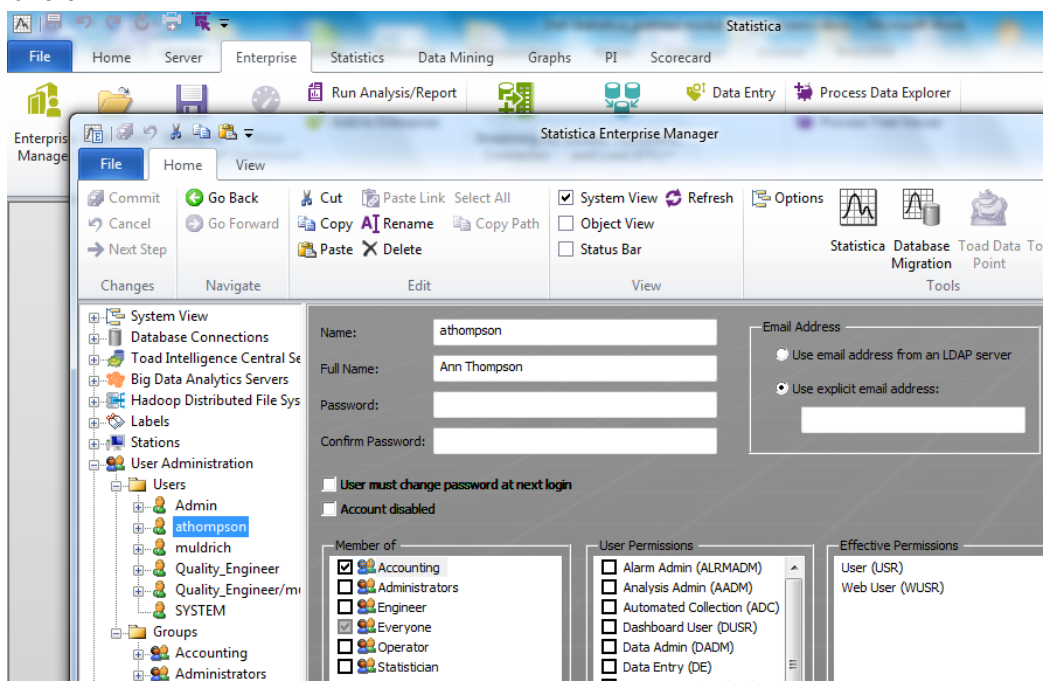 Statistica
File Home Server Enterprise Statistics Data Mining Graphs PI Scorecard
Run Analysis/Report Data Entry Process Data Explorer
Enterpris
Manage
Statistica Enterprise Manager
File Home View
Commit Go Back Cut Paste Link Select All System View Refresh Options
Cancel Go Forward Copy Rename Copy Path Object View
Next Step Paste Delete Status Bar
Statistica Database Toad Data To
Migration Point
Changes Navigate Edit View Tools
System View
Database Connections
Toad Intelligence Central Se
Big Data Analytics Servers
Hadoop Distributed File Sys
Labels
Stations
User Administration
Users
Admin
athompson
muldrich
Quality_Engineer
Quality_Engineer/mu
SYSTEM
Groups
Accounting
Administrators
Name: athompson
Full Name: Ann Thompson
Password:
Confirm Password:
User must change password at next login
Account disabled
Email Address
Use email address from an LDAP server
Use explicit email address:
Member of
Accounting
Administrators
Engineer
Everyone
Operator
Statistician
User Permissions
Alarm Admin (ALRMADM)
Analysis Admin (AADM)
Automated Collection (ADC)
Dashboard User (DUSR)
Data Admin (DADM)
Data Entry (DE)
Effective Permissions
User (USR)
Web User (WUSR)